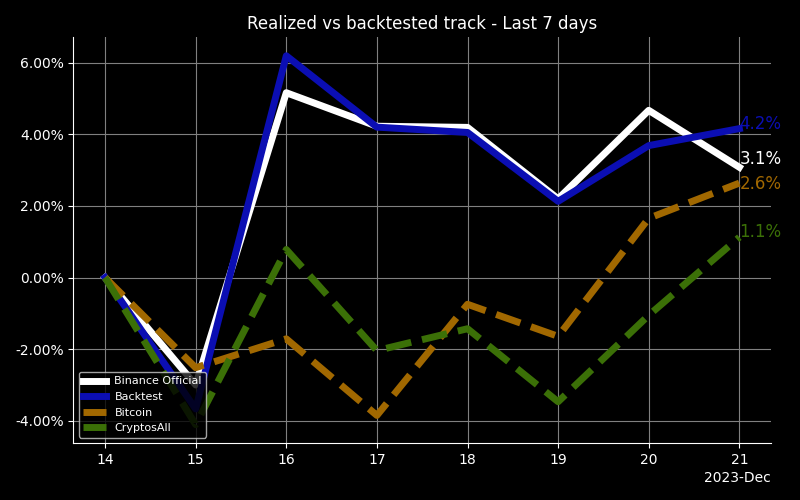 Realized vs backtested track - Last 7 days
6.00%
4.00%
2.00%
0.00%
-2.00%
-4.00%
4.2%
3.1%
2.6%
1.1%
Binance Official
Backtest
Bitcoin
CryptosAll
14 15 16 17 18 19 20 21
2023-Dec